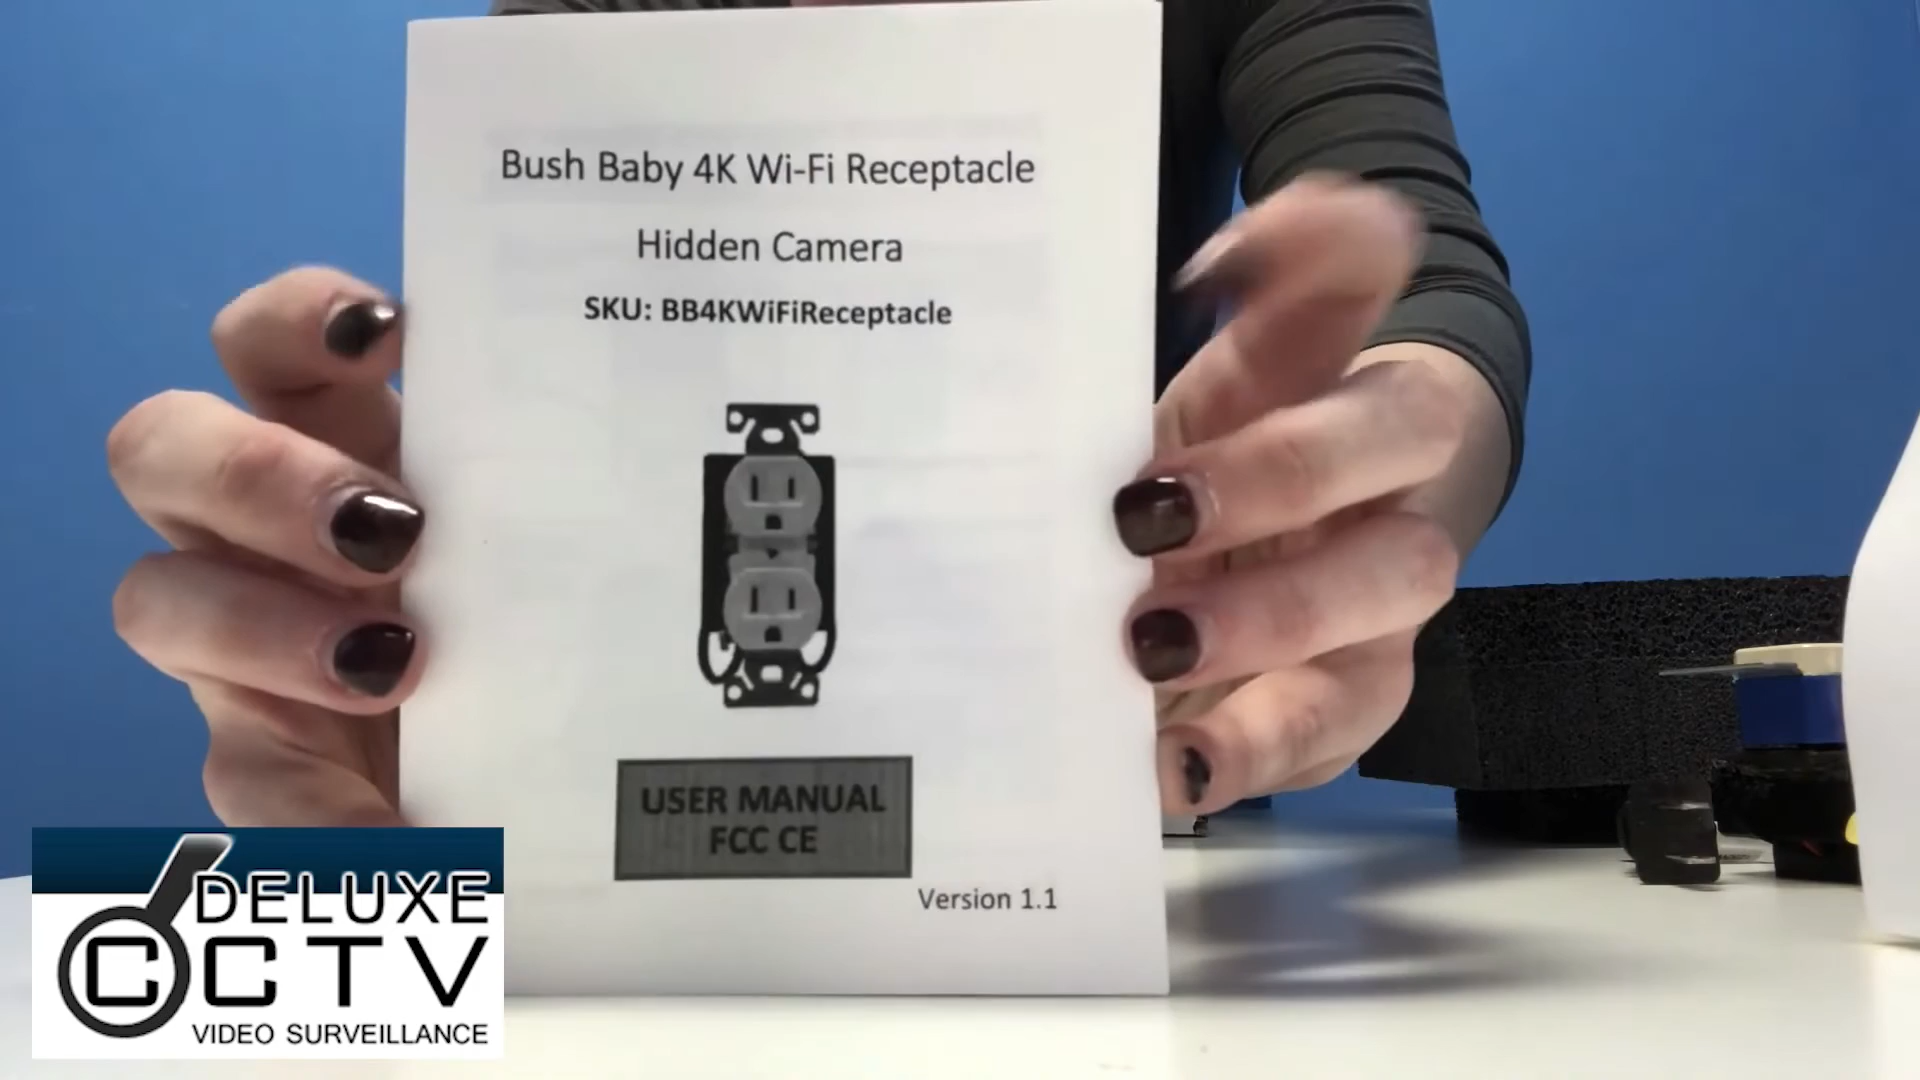 Bush Baby 4K Wi-Fi Receptacle
Hidden Camera
SKU: BB4KWiFiReceptacle
USER MANUAL
FCC CE
Version 1.1
DELUXE
CCTV
VIDEO SURVEILLANCE